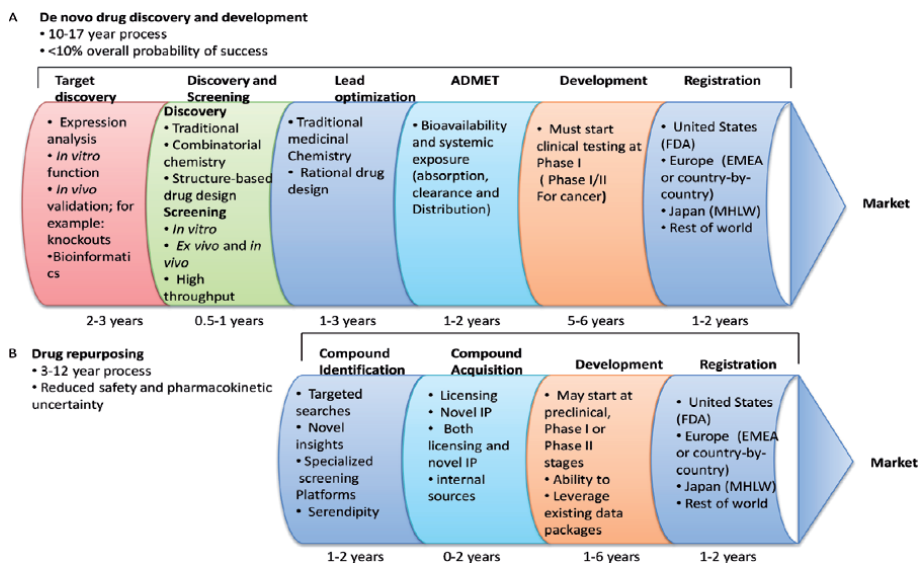 A De novo drug discovery and development
• 10-17 year process
• <10% overall probability of success
Target
discovery
Discovery and
Screening
Lead
optimization
ADMET
Development
Registration
• Expression
analysis
• In vitro
function
• In vivo
validation; for
example:
knockouts
•Bioinformati
cs
Discovery
• Traditional
• Combinatorial
chemistry
• Structure-based
drug design
Screening
• In vitro
• Ex vivo and in
vivo
• High
throughput
• Traditional
medicinal
Chemistry
• Rational drug
design
• Bioavailability
and systemic
exposure
(absorption,
clearance and
Distribution)
• Must start
clinical testing at
Phase I
( Phase I/II
For cancer)
• United States
(FDA)
• Europe (EMEA
or country-by-
country)
• Japan (MHLW)
• Rest of world
Market
2-3 years
0.5-1 years
1-3 years
1-2 years
5-6 years
1-2 years
B Drug repurposing
• 3-12 year process
• Reduced safety and pharmacokinetic
uncertainty
Compound
Identification
Compound
Acquisition
Development
Registration
• Targeted
searches
• Novel
insights
• Specialized
screening
Platforms
• Serendipity
• Licensing
• Novel IP
• Both
licensing and
novel IP
• internal
sources
• May start at
preclinical,
Phase I or
Phase II
stages
• Ability to
• Leverage
existing data
packages
• United States
(FDA)
• Europe (EMEA
or country-by-
country)
• Japan (MHLW)
• Rest of world
Market
1-2 years
0-2 years
1-6 years
1-2 years